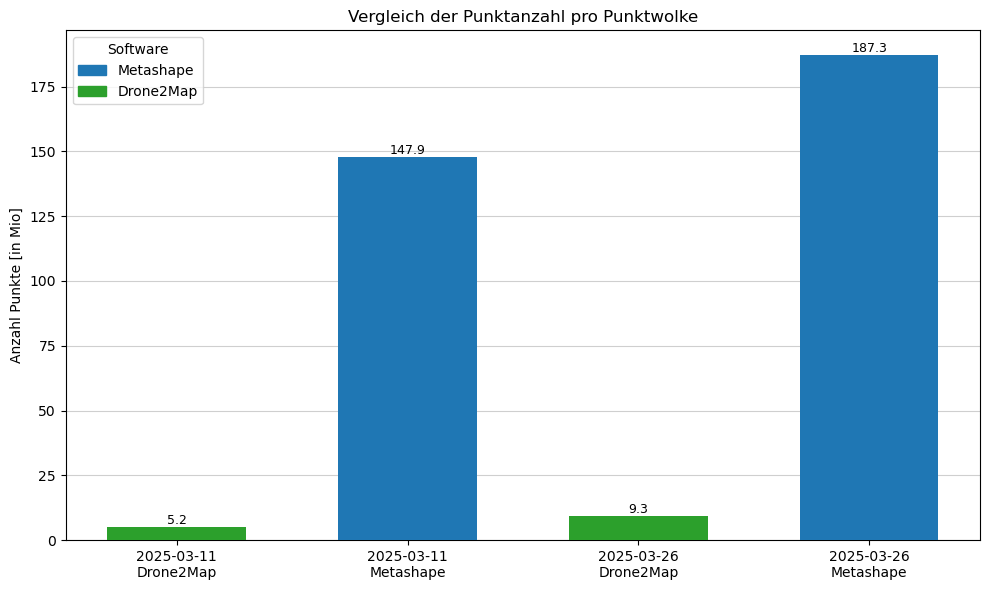 Vergleich der Punktanzahl pro Punktwolke
Software
Metashape
Drone2Map
Anzahl Punkte [in Mio]
175
150
125
100
75
50
25
0
5.2
147.9
9.3
187.3
2025-03-11
Drone2Map
2025-03-11
Metashape
2025-03-26
Drone2Map
2025-03-26
Metashape